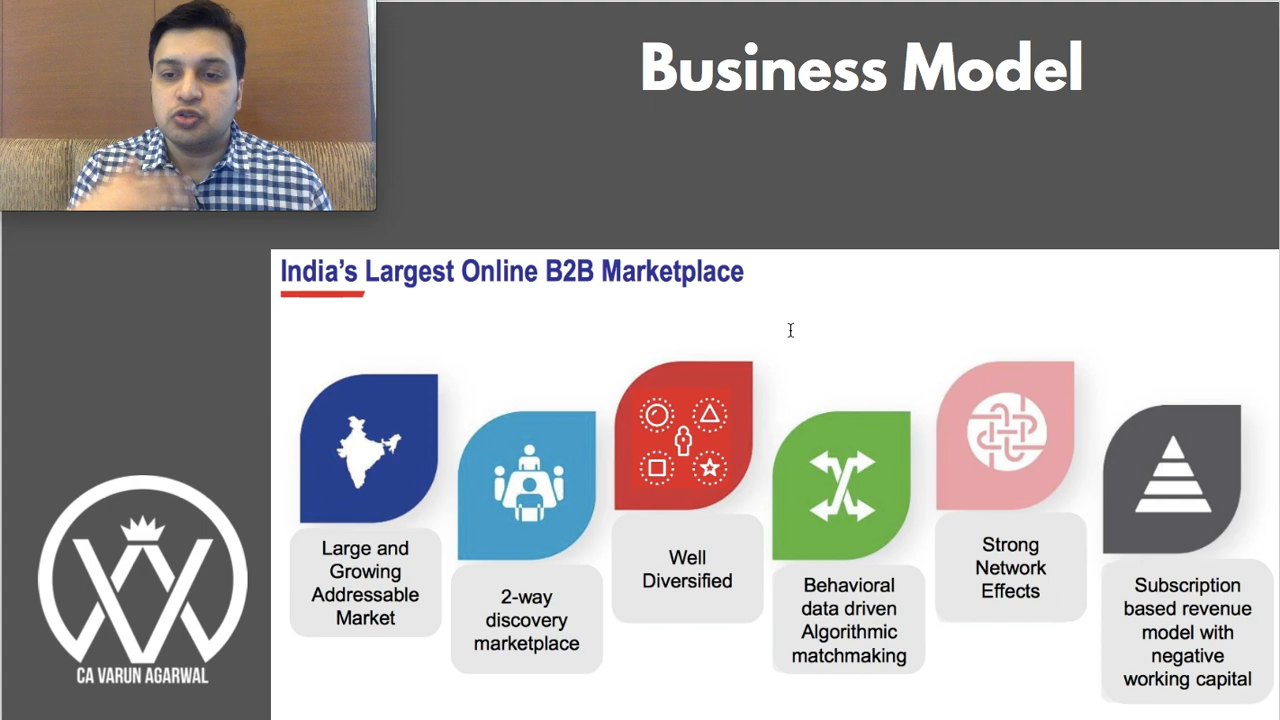 Business Model
India's Largest Online B2B Marketplace
Large and
Growing
Addressable
Market
2-way
discovery
marketplace
Well
Diversified
Behavioral
data driven
Algorithmic
matchmaking
Strong
Network
Effects
Subscription
based revenue
model with
negative
working capital
CA VARUN AGARWAL